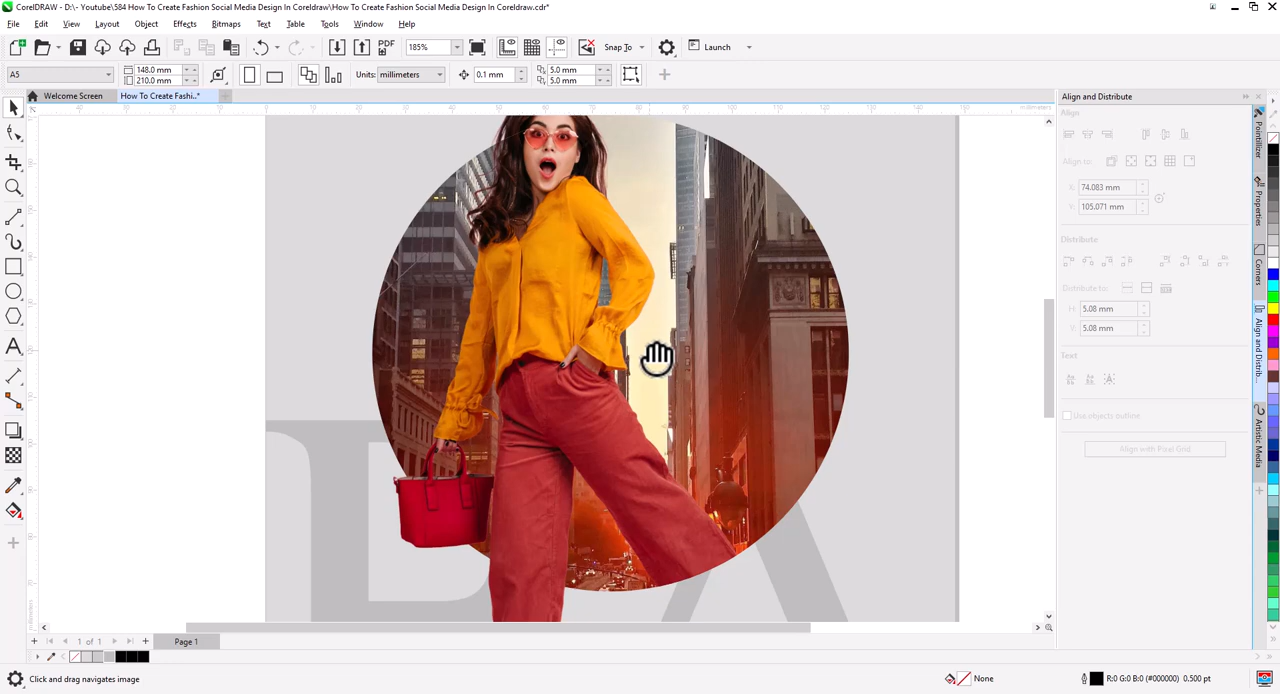 CorelDRAW - D:\- Youtube\584 How To Create Fashion Social Media Design In Coreldraw\How To Create Fashion Social Media Design In Coreldraw.cdr*
File Edit View Layout Object Effects Bitmaps Text Table Tools Window Help
PDF 185% Snap To Launch
A5 148.0 mm 210.0 mm Units: millimeters 0.1 mm 5.0 mm 5.0 mm
Welcome Screen How To Create Fashi..*
millimeters
Align and Distribute
Align
Align to:
X: 74.083 mm
Y: 105.071 mm
Distribute
Distribute to:
H: 5.08 mm
V: 5.08 mm
Text
Use objects outline
Align with Pixel Grid
Pointillizer
Properties
Corners
Align and Distrib...
Artistic Media
1 of 1 Page 1
Click and drag navigates image None R:0 G:0 B:0 (#000000) 0.500 pt